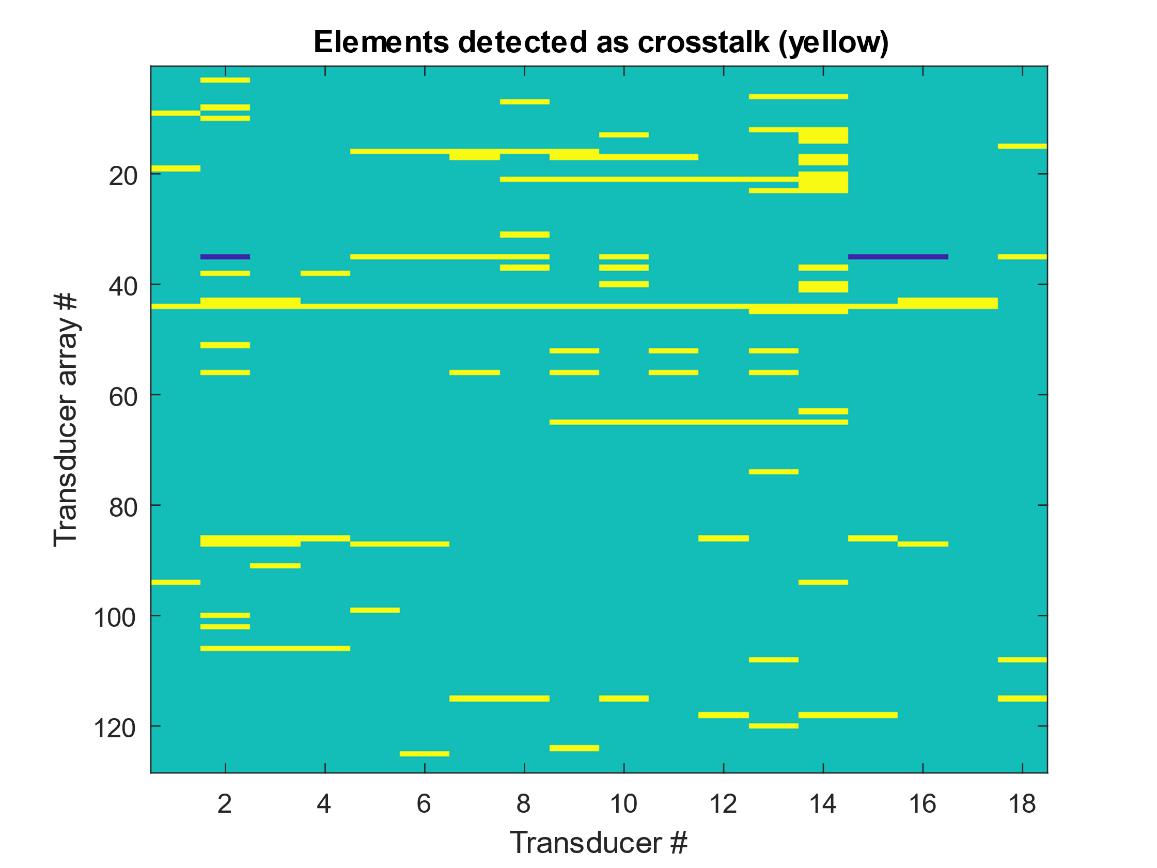 Elements detected as crosstalk (yellow)
Transducer array #
20
40
60
80
100
120
2 4 6 8 10 12 14 16 18
Transducer #